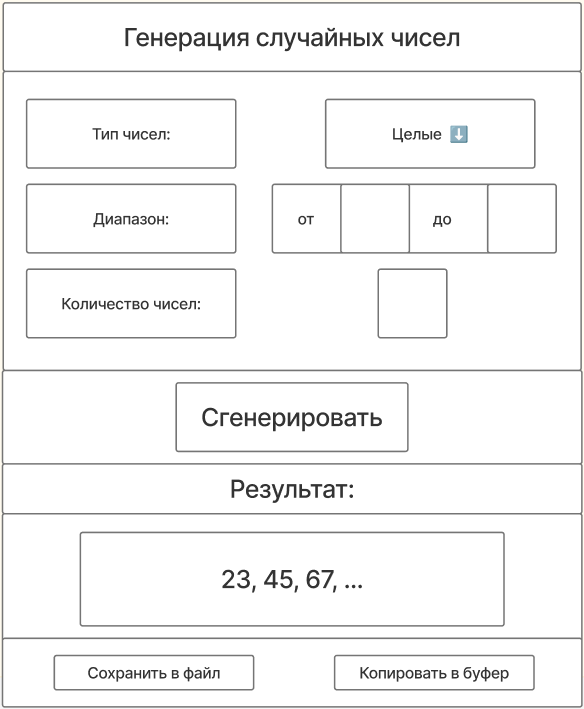 Генерация случайных чисел
Тип чисел:
Целые ⬇️
Диапазон:
от
до
Количество чисел:
Сгенерировать
Результат:
23, 45, 67, ...
Сохранить в файл
Копировать в буфер